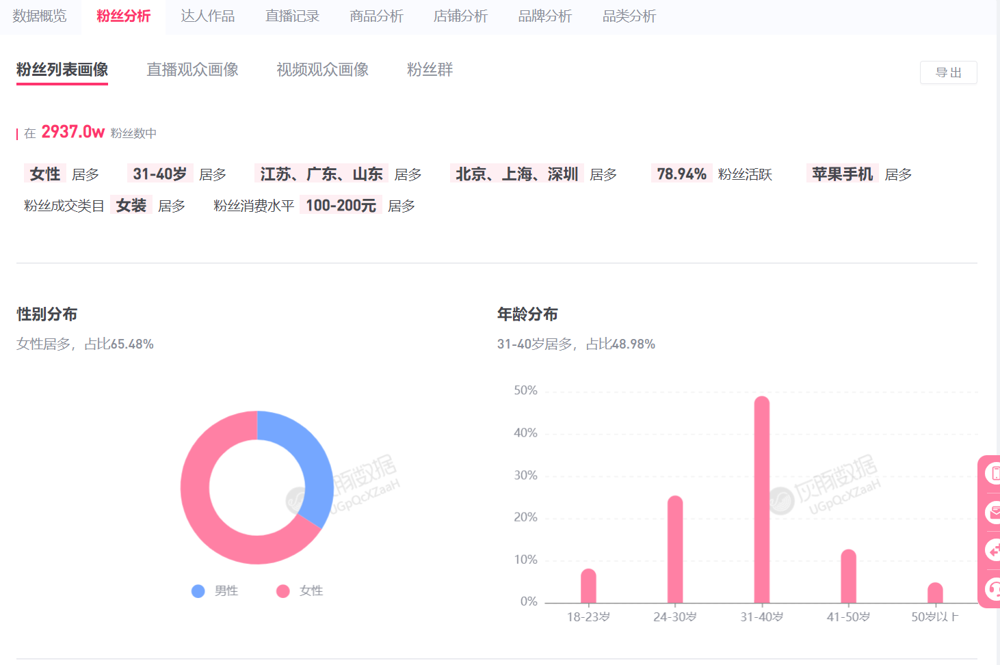 数据概览 粉丝分析 达人作品 直播记录 商品分析 店铺分析 品牌分析 品类分析
粉丝列表画像 直播观众画像 视频观众画像 粉丝群
导出
在 2937.0w 粉丝数中
女性 居多 31-40岁 居多 江苏、广东、山东 居多 北京、上海、深圳 居多 78.94% 粉丝活跃 苹果手机 居多
粉丝成交类目 女装 居多 粉丝消费水平 100-200元 居多
性别分布
女性居多，占比65.48%
灰豚数据
UGpQcXZaaH
男性 女性
年龄分布
31-40岁居多，占比48.98%
50%
40%
30%
20%
10%
0%
灰豚数据
UGpQcXZaaH
18-23岁 24-30岁 31-40岁 41-50岁 50岁以上